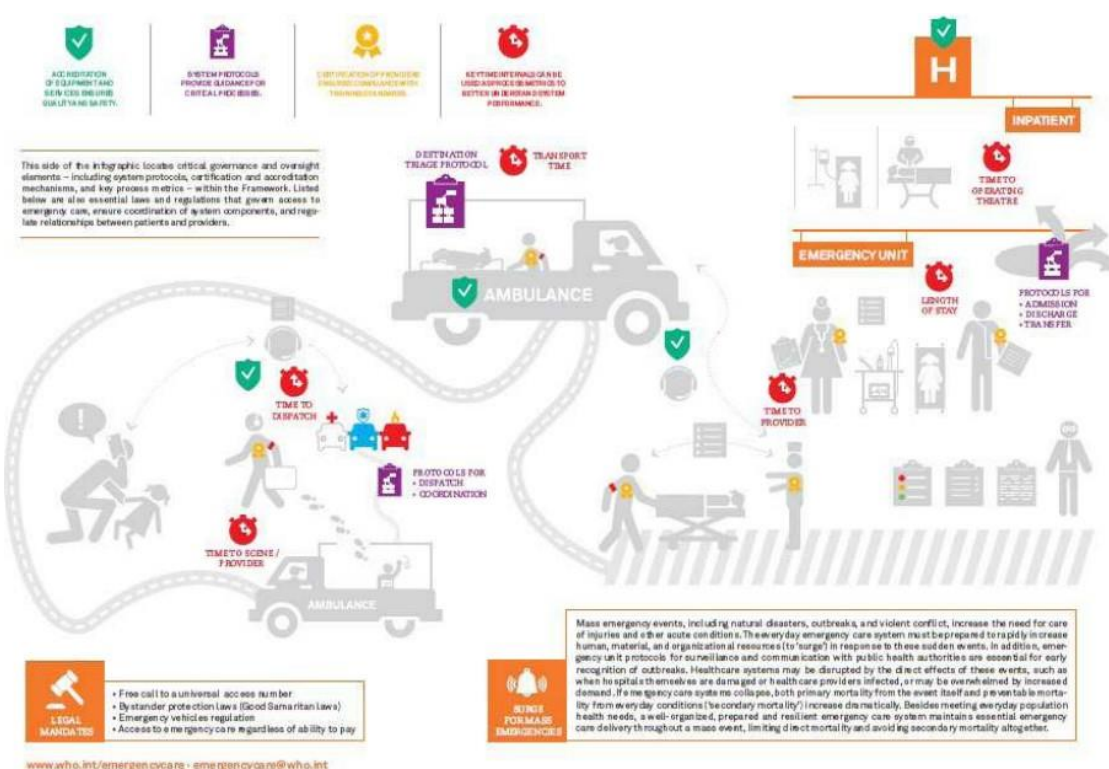 ACCREDITATION
OF EQUIPMENT AND
SERVICES ENSURES
QUALITY AND SAFETY.
SYSTEM PROTOCOLS
PROVIDE GUIDANCE FOR
CRITICAL PROCESSES.
CERTIFICATION OF PROVIDERS
ENSURES COMPLIANCE WITH
TRAINING STANDARDS.
KEY TIME INTERVALS CAN BE
USED AS PROCESS METRICS TO
BETTER UNDERSTAND SYSTEM
PERFORMANCE.
This side of the infographic locates critical governance and oversight
elements – including system protocols, certification and accreditation
mechanisms, and key process metrics – within the Framework. Listed
below are also essential laws and regulations that govern access to
emergency care, ensure coordination of system components, and regu-
late relationships between patients and providers.
DESTINATION
TRIAGE PROTOCOL
TRANSPORT
TIME
AMBULANCE
H
INPATIENT
TIME TO
OPERATING
THEATRE
EMERGENCY UNIT
LENGTH
OF STAY
PROTOCOLS FOR
• ADMISSION
• DISCHARGE
• TRANSFER
TIME TO
DISPATCH
TIME TO
PROVIDER
PROTOCOLS FOR
• DISPATCH
• COORDINATION
TIME TO SCENE /
PROVIDER
AMBULANCE
LEGAL
MANDATES
• Free call to a universal access number
• Bystander protection laws (Good Samaritan laws)
• Emergency vehicles regulation
• Access to emergency care regardless of ability to pay
SURGE
FOR MASS
EMERGENCIES
Mass emergency events, including natural disasters, outbreaks, and violent conflict, increase the need for care
of injuries and other acute conditions. The everyday emergency care system must be prepared to rapidly increase
human, material, and organizational resources (to 'surge') in response to these sudden events. In addition, emer-
gency unit protocols for surveillance and communication with public health authorities are essential for early
recognition of outbreaks. Healthcare systems may be disrupted by the direct effects of these events, such as
when hospitals themselves are damaged or healthcare providers infected, or may be overwhelmed by increased
demand. If emergency care systems collapse, both primary mortality from the event itself and preventable morta-
lity from everyday conditions ('secondary mortality') increase dramatically. Besides meeting everyday population
health needs, a well-organized, prepared and resilient emergency care system maintains essential emergency
care delivery throughout a mass event, limiting direct mortality and avoiding secondary mortality altogether.
www.who.int/emergencycare - emergencycare@who.int